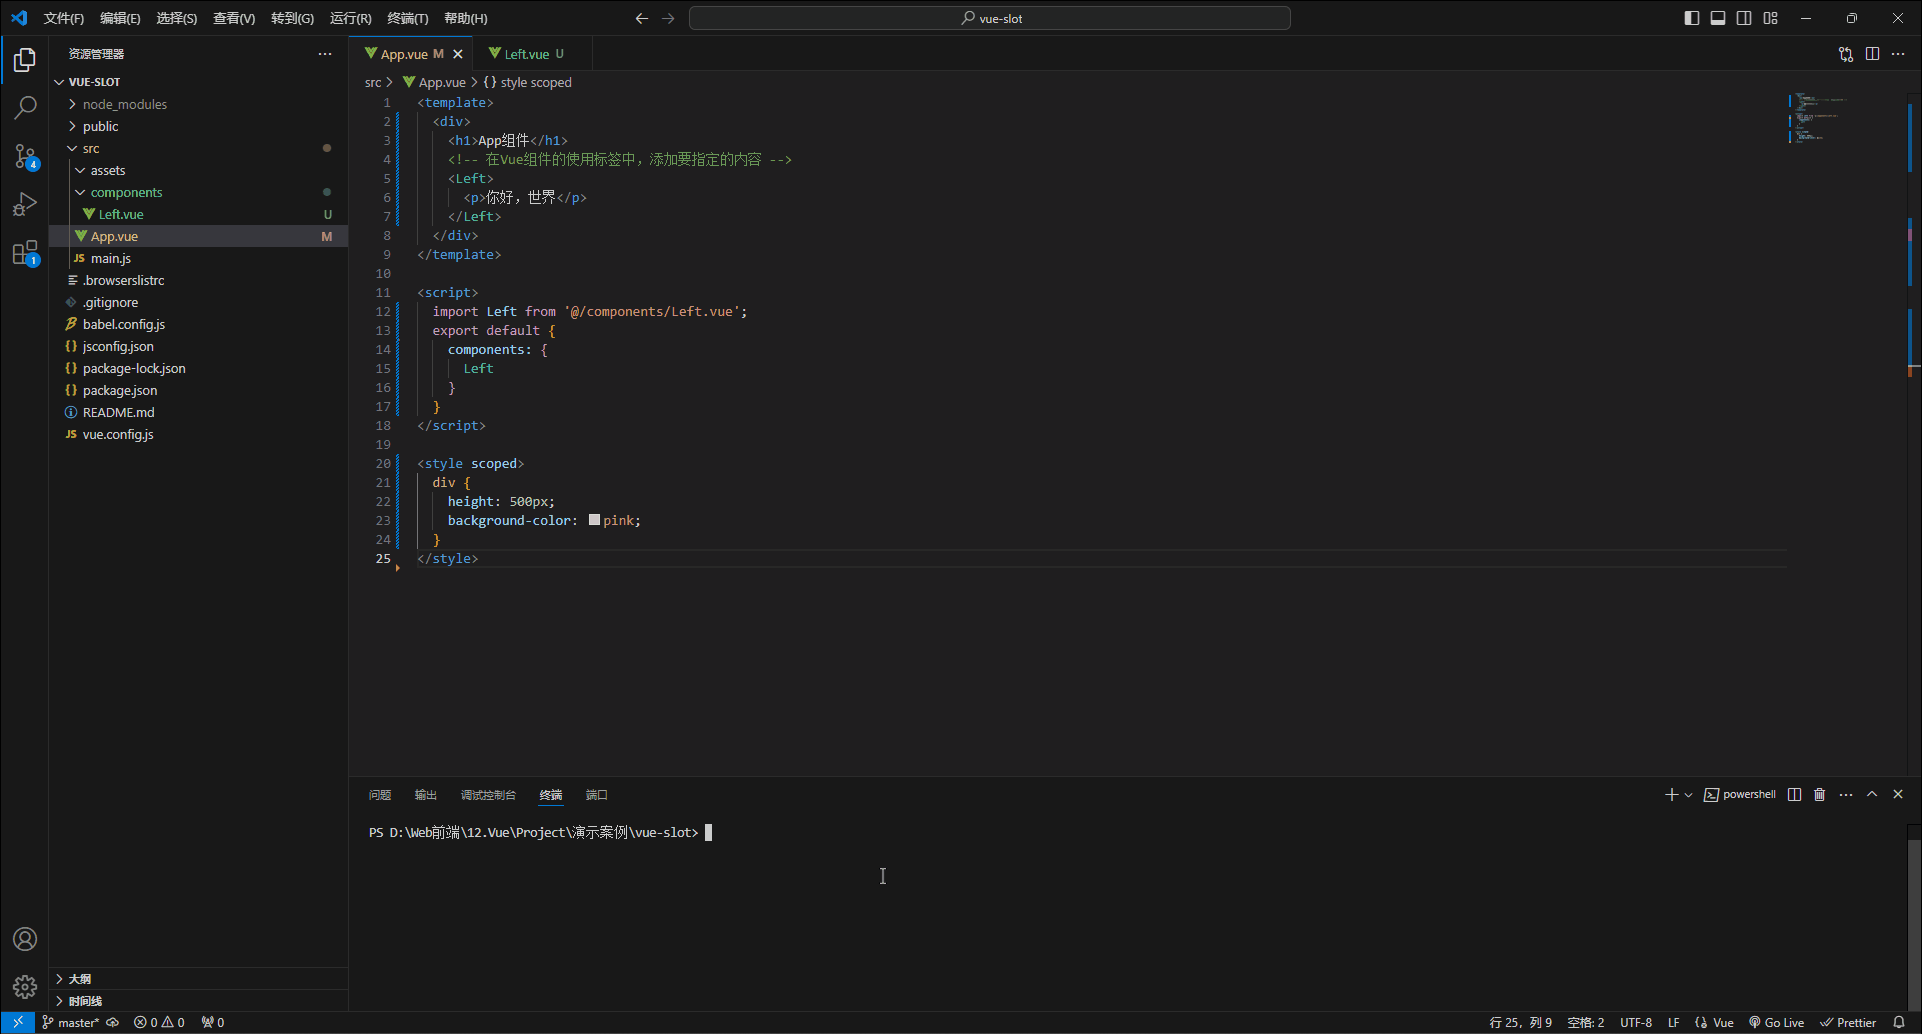 文件(F) 编辑(E) 选择(S) 查看(V) 转到(G) 运行(R) 终端(T) 帮助(H)
vue-slot
资源管理器
VUE-SLOT
node_modules
public
src
assets
components
Left.vue U
App.vue M
main.js
.browserslistrc
.gitignore
babel.config.js
jsconfig.json
package-lock.json
package.json
README.md
vue.config.js
4
1
大纲
时间线
App.vue M
Left.vue U
src > App.vue > {} style scoped
1 <template>
2 <div>
3 <h1>App组件</h1>
4 <!-- 在Vue组件的使用标签中，添加要指定的内容 -->
5 <Left>
6 <p>你好，世界</p>
7 </Left>
8 </div>
9 </template>
10
11 <script>
12 import Left from '@/components/Left.vue';
13 export default {
14 components: {
15 Left
16 }
17 }
18 </script>
19
20 <style scoped>
21 div {
22 height: 500px;
23 background-color: pink;
24 }
25 </style>
问题 输出 调试控制台 终端 端口
powershell
PS D:\Web前端\12.Vue\Project\演示案例\vue-slot>
master* 0 0 0
行 25，列 9 空格: 2 UTF-8 LF {} Vue Go Live Prettier